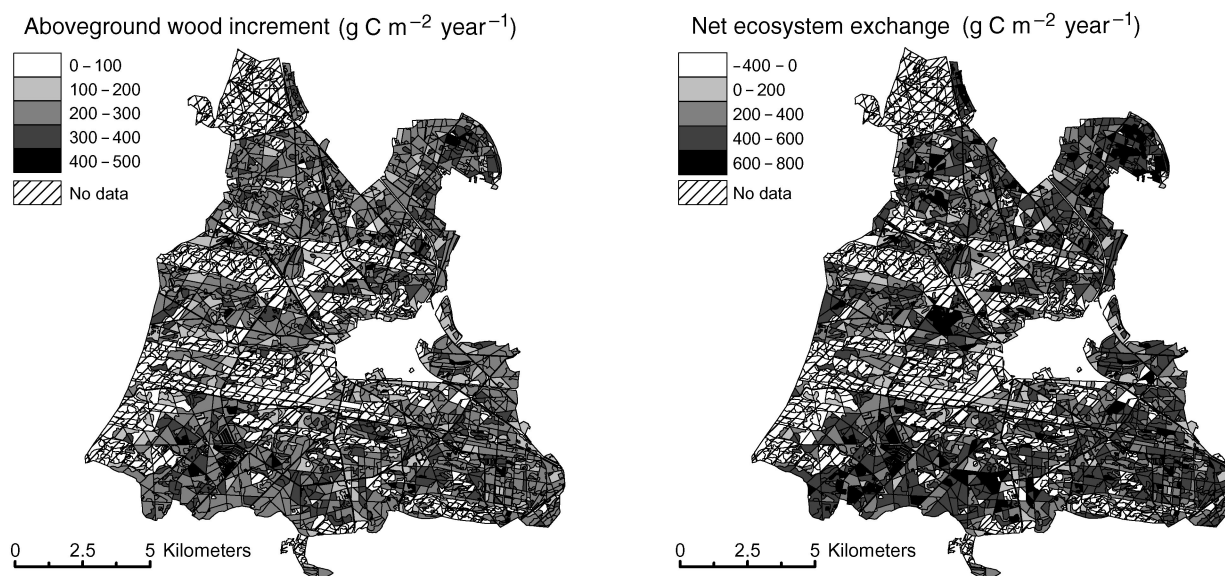 Aboveground wood increment (g C m−2 year−1)
0 – 100
100 – 200
200 – 300
300 – 400
400 – 500
No data
0 2.5 5 Kilometers
Net ecosystem exchange (g C m−2 year−1)
−400 – 0
0 – 200
200 – 400
400 – 600
600 – 800
No data
0 2.5 5 Kilometers